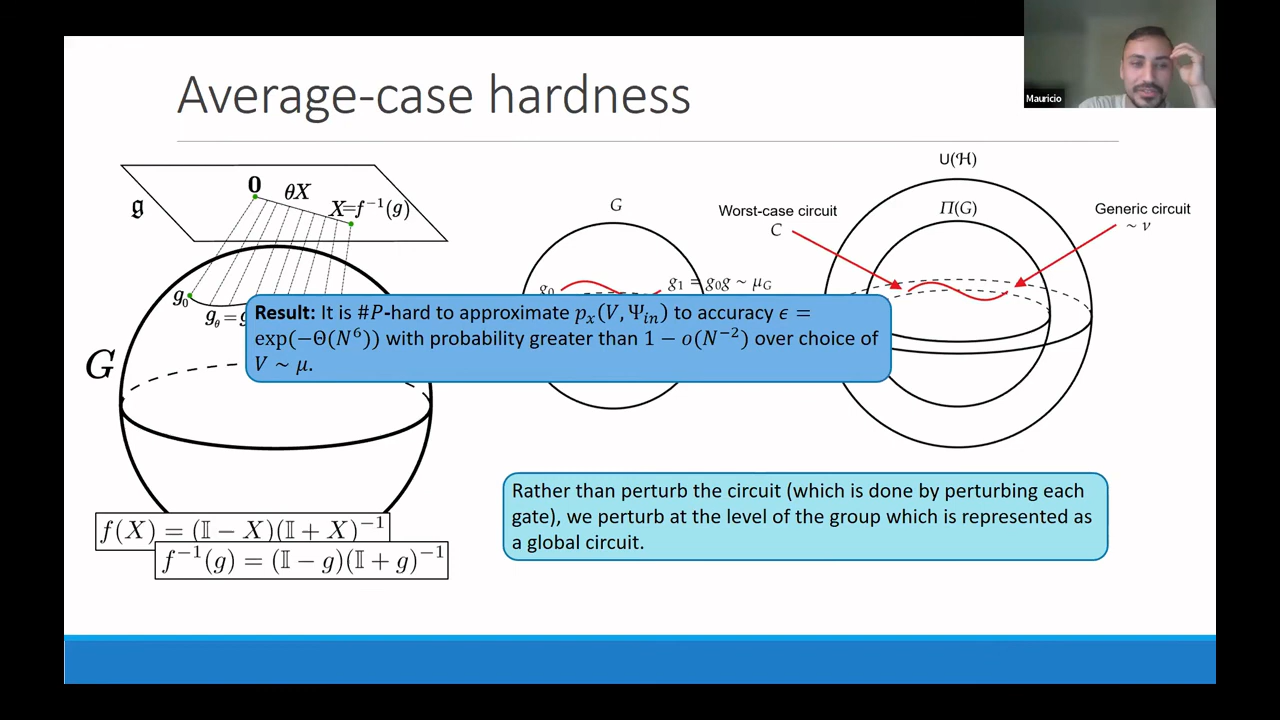 Average-case hardness
Mauricio
𝔤
0
θX
X=f⁻¹(g)
g₀
g_θ = g
G
f(X) = (𝕀 − X)(𝕀 + X)⁻¹
f⁻¹(g) = (𝕀 − g)(𝕀 + g)⁻¹
G
g₀
g₁ = g₀g ~ μ_G
U(ℋ)
Π(G)
Worst-case circuit
C
Generic circuit
~ ν
Result: It is #P-hard to approximate pₓ(V, Ψᵢₙ) to accuracy ϵ =
exp(−Θ(N⁶)) with probability greater than 1 − o(N⁻²) over choice of
V ~ μ.
Rather than perturb the circuit (which is done by perturbing each
gate), we perturb at the level of the group which is represented as
a global circuit.